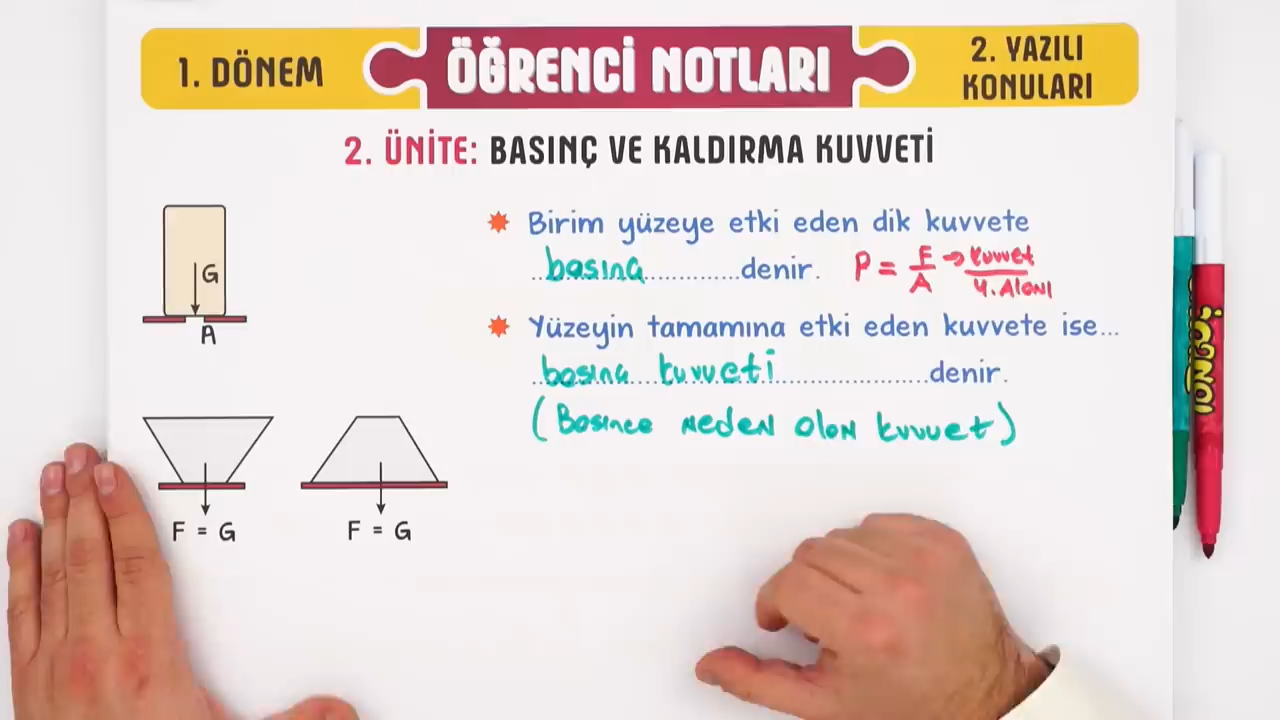 1. DÖNEM
ÖĞRENCİ NOTLARI
2. YAZILI
KONULARI
2. ÜNİTE: BASINÇ VE KALDIRMA KUVVETİ
Birim yüzeye etki eden dik kuvvete
basınç denir.
P = F/A → kuvvet/Y. Alanı
Yüzeyin tamamına etki eden kuvvete ise...
basınç kuvveti denir.
(Basınca neden olan kuvvet)
G
A
F = G
F = G